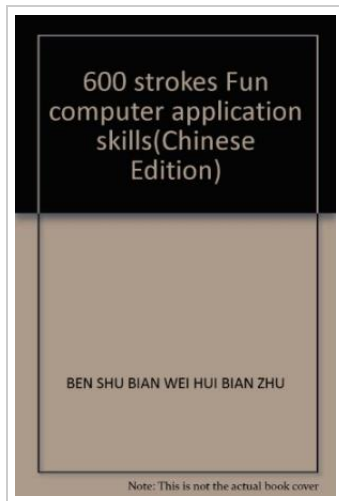 600 strokes Fun
computer application
skills(Chinese
Edition)
BEN SHU BIAN WEI HUI BIAN ZHU
Note: This is not the actual book cover